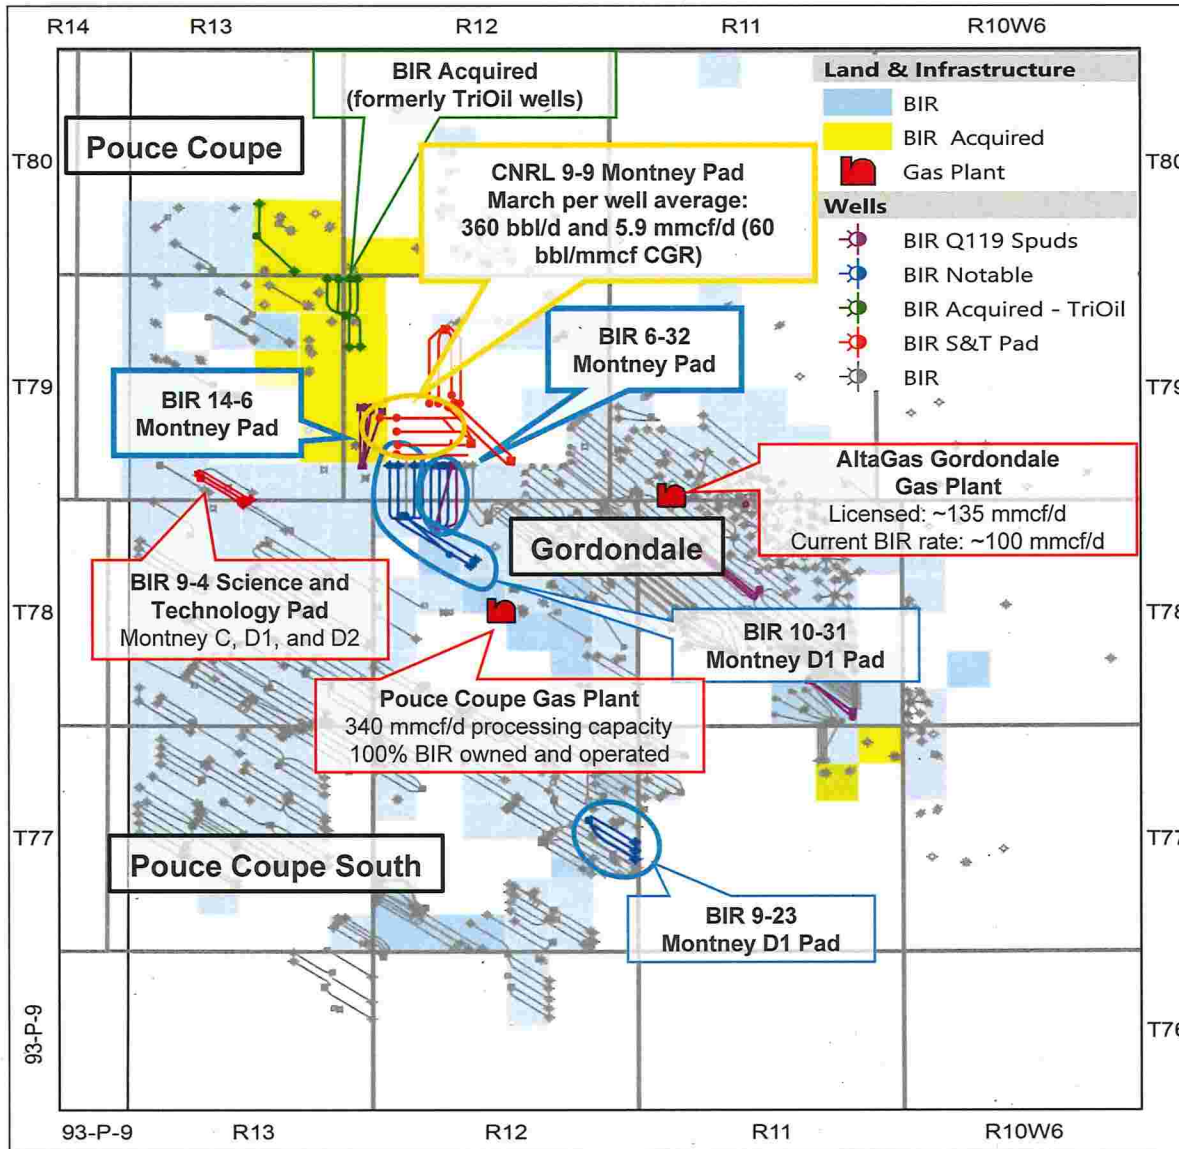 R14
R13
R12
R11
R10W6
BIR Acquired
(formerly TriOil wells)
Land & Infrastructure
BIR
BIR Acquired
Gas Plant
Wells
BIR Q119 Spuds
BIR Notable
BIR Acquired - TriOil
BIR S&T Pad
BIR
Pouce Coupe
T80
T80
CNRL 9-9 Montney Pad
March per well average:
360 bbl/d and 5.9 mmcf/d (60
bbl/mmcf CGR)
BIR 6-32
Montney Pad
T79
T79
BIR 14-6
Montney Pad
AltaGas Gordondale
Gas Plant
Licensed: ~135 mmcf/d
Current BIR rate: ~100 mmcf/d
Gordondale
BIR 9-4 Science and
Technology Pad
Montney C, D1, and D2
T78
T78
BIR 10-31
Montney D1 Pad
Pouce Coupe Gas Plant
340 mmcf/d processing capacity
100% BIR owned and operated
T77
T77
Pouce Coupe South
BIR 9-23
Montney D1 Pad
93-P-9
T76
93-P-9
R13
R12
R11
R10W6